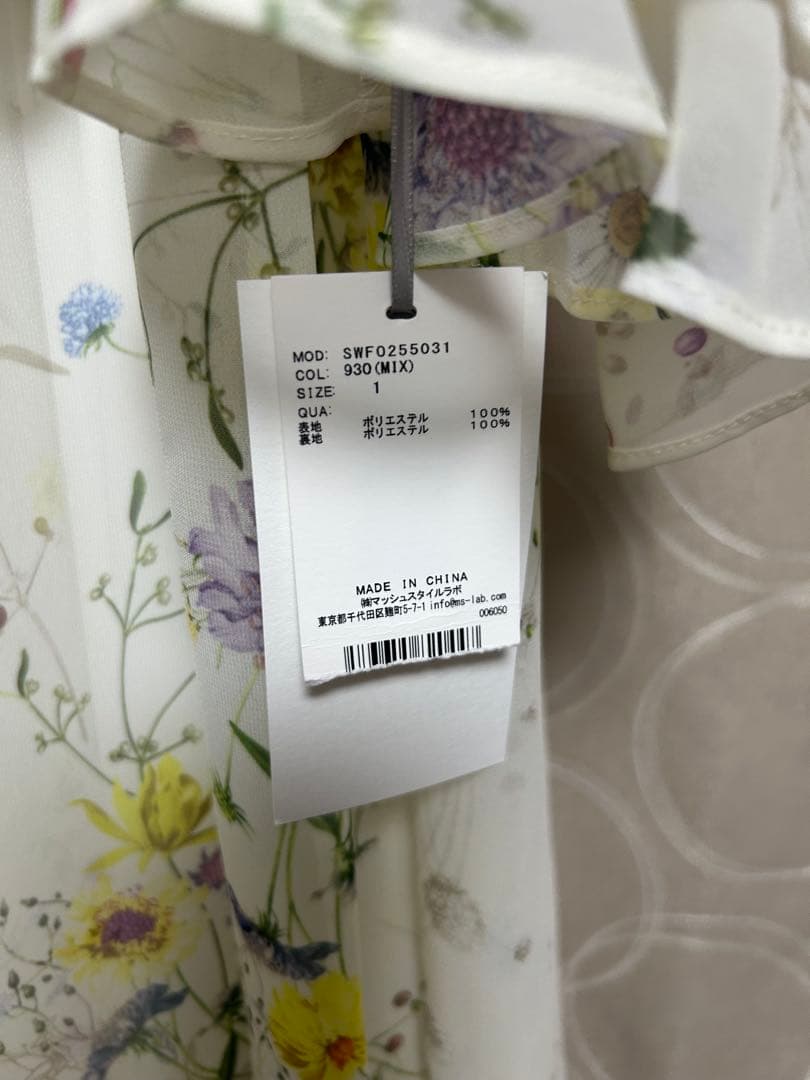 MOD: SWF0255031
COL: 930(MIX)
SIZE: 1
QUA:
表地 ポリエステル 100%
裏地 ポリエステル 100%
MADE IN CHINA
㈱マッシュスタイルラボ
東京都千代田区麹町5-7-1 info@ms-lab.com
006050